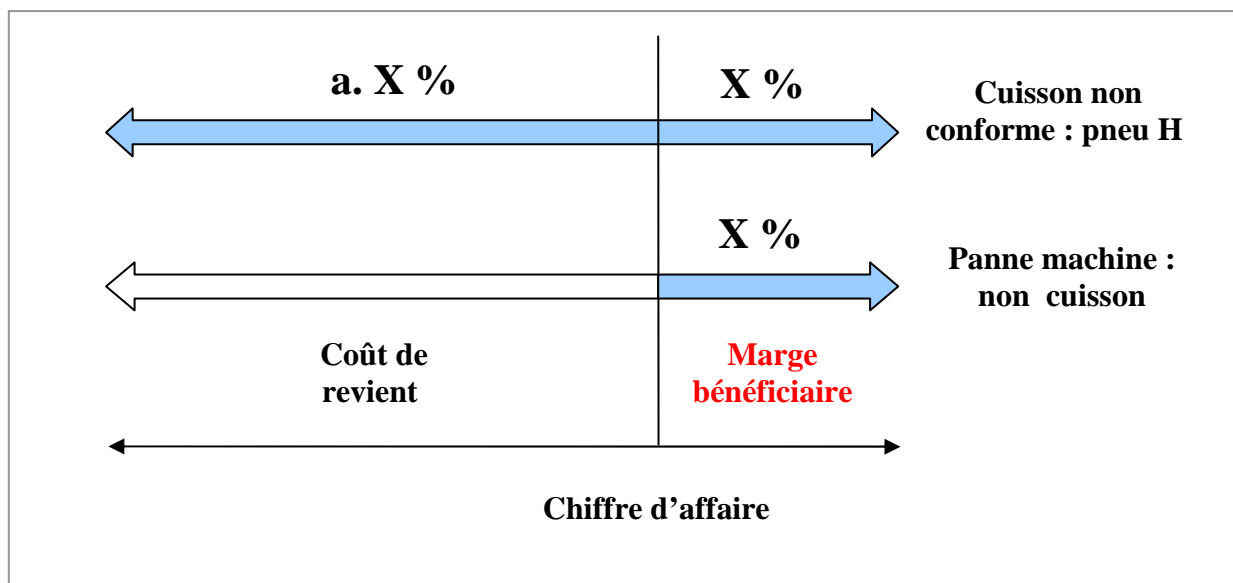 a. X %
X %
Cuisson non
conforme : pneu H
X %
Panne machine :
non cuisson
Coût de
revient
Marge
bénéficiaire
Chiffre d’affaire